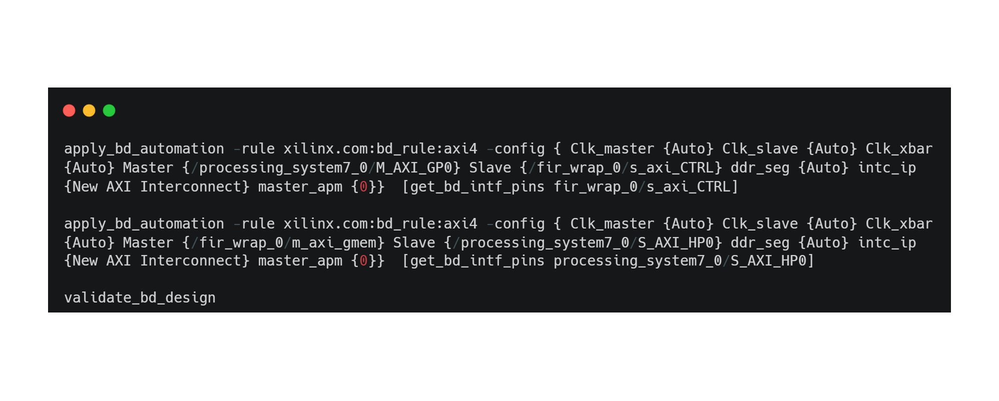 apply_bd_automation -rule xilinx.com:bd_rule:axi4 -config { Clk_master {Auto} Clk_slave {Auto} Clk_xbar
{Auto} Master {/processing_system7_0/M_AXI_GP0} Slave {/fir_wrap_0/s_axi_CTRL} ddr_seg {Auto} intc_ip
{New AXI Interconnect} master_apm {0}}  [get_bd_intf_pins fir_wrap_0/s_axi_CTRL]

apply_bd_automation -rule xilinx.com:bd_rule:axi4 -config { Clk_master {Auto} Clk_slave {Auto} Clk_xbar
{Auto} Master {/fir_wrap_0/m_axi_gmem} Slave {/processing_system7_0/S_AXI_HP0} ddr_seg {Auto} intc_ip
{New AXI Interconnect} master_apm {0}}  [get_bd_intf_pins processing_system7_0/S_AXI_HP0]

validate_bd_design